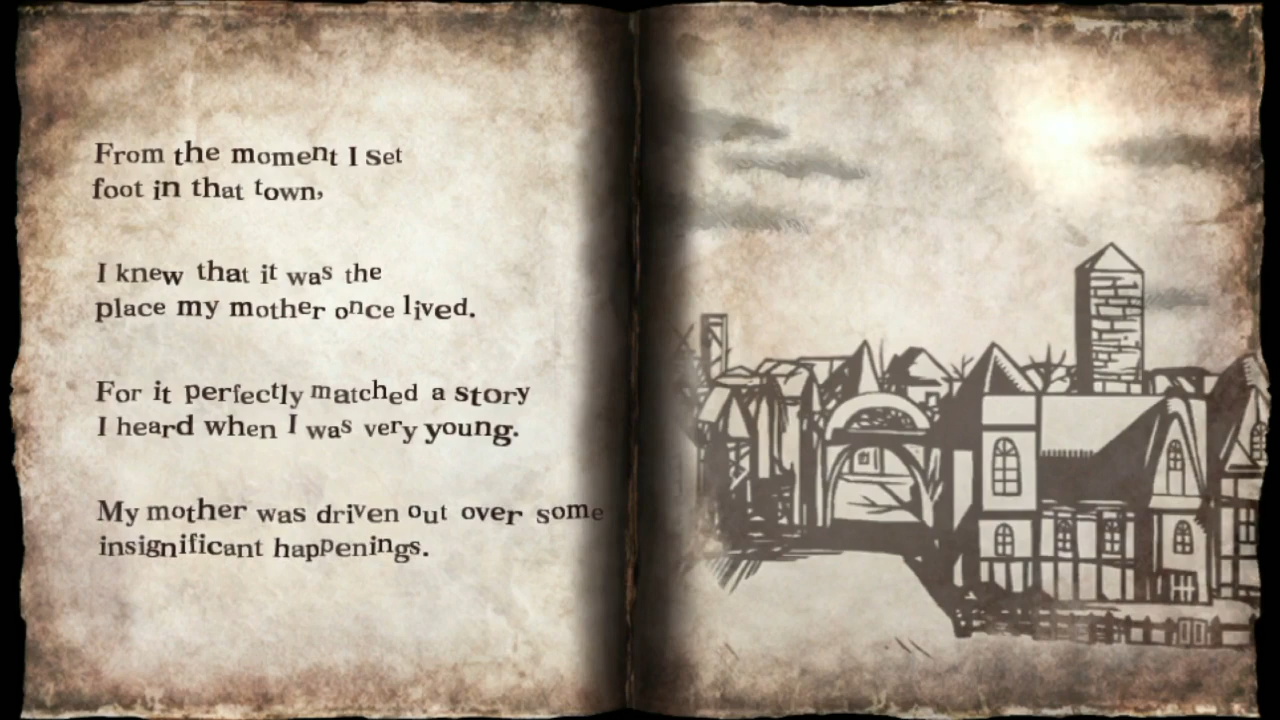 From the moment I set
foot in that town,
I knew that it was the
place my mother once lived.
For it perfectly matched a story
I heard when I was very young.
My mother was driven out over some
insignificant happenings.